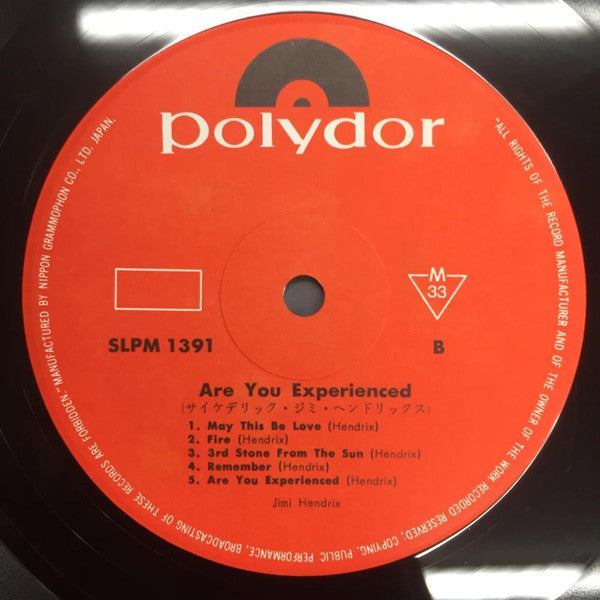 polydor
"ALL RIGHTS OF THE RECORD MANUFACTURER AND OF THE OWNER OF THE WORK RECORDED RESERVED; COPYING, PUBLIC PERFORMANCE, BROADCASTING OF THESE RECORDS ARE FORBIDDEN."MANUFACTURED BY NIPPON GRAMMOPHON CO., LTD. JAPAN.
M
33
SLPM 1391
B
Are You Experienced
(サイケデリック・ジミ・ヘンドリックス)
1. May This Be Love (Hendrix)
2. Fire (Hendrix)
3. 3rd Stone From The Sun (Hendrix)
4. Remember (Hendrix)
5. Are You Experienced (Hendrix)
Jimi Hendrix